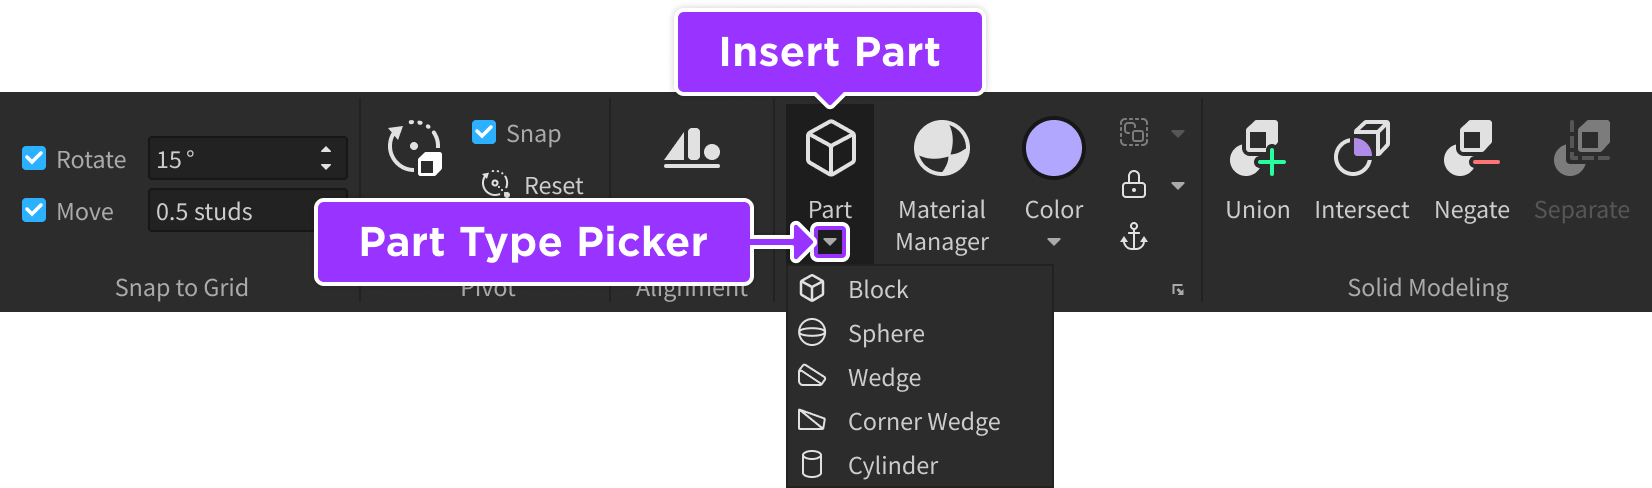 Insert Part
Rotate
15°
Move
0.5 studs
Snap to Grid
Snap
Reset
Pivot
Part Type Picker
Alignment
Part
Material
Manager
Color
Block
Sphere
Wedge
Corner Wedge
Cylinder
Union
Intersect
Negate
Separate
Solid Modeling